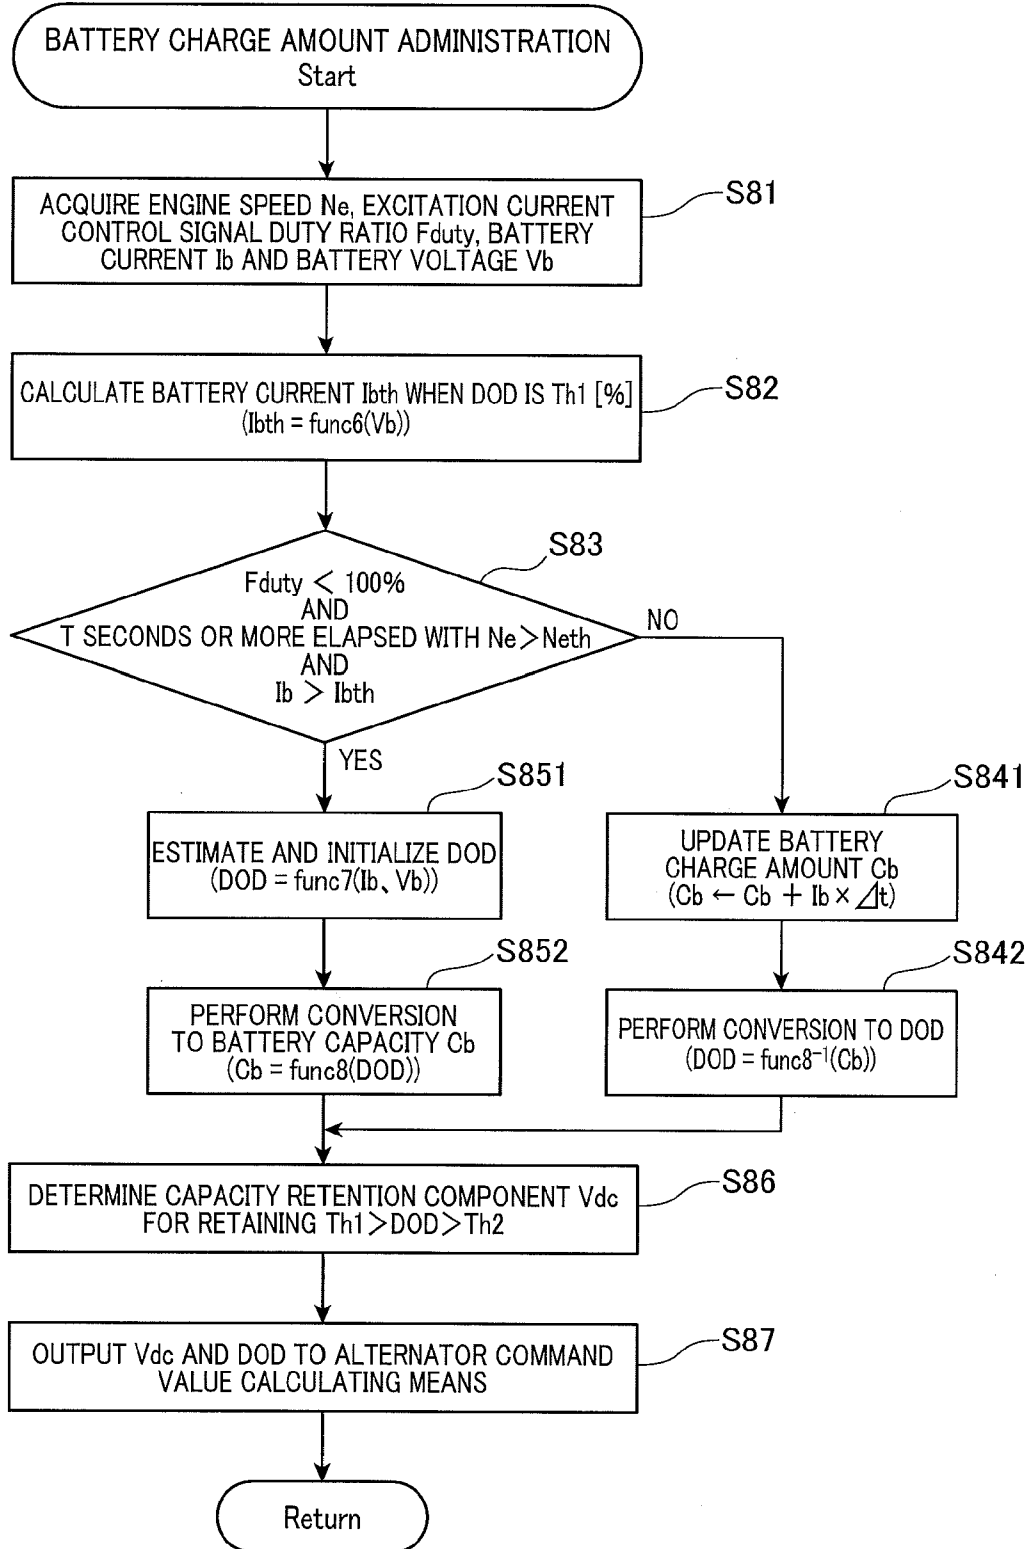 BATTERY CHARGE AMOUNT ADMINISTRATION
Start
S81
ACQUIRE ENGINE SPEED Ne, EXCITATION CURRENT
CONTROL SIGNAL DUTY RATIO Fduty, BATTERY
CURRENT Ib AND BATTERY VOLTAGE Vb
S82
CALCULATE BATTERY CURRENT Ibth WHEN DOD IS Th1 [%]
(Ibth = func6(Vb))
S83
Fduty < 100%
AND
T SECONDS OR MORE ELAPSED WITH Ne > Neth
AND
Ib > Ibth
NO
YES
S851
ESTIMATE AND INITIALIZE DOD
(DOD = func7(Ib、Vb))
S852
PERFORM CONVERSION
TO BATTERY CAPACITY Cb
(Cb = func8(DOD))
S841
UPDATE BATTERY
CHARGE AMOUNT Cb
(Cb ← Cb + Ib × ⊿t)
S842
PERFORM CONVERSION TO DOD
(DOD = func8⁻¹(Cb))
S86
DETERMINE CAPACITY RETENTION COMPONENT Vdc
FOR RETAINING Th1 > DOD > Th2
S87
OUTPUT Vdc AND DOD TO ALTERNATOR COMMAND
VALUE CALCULATING MEANS
Return